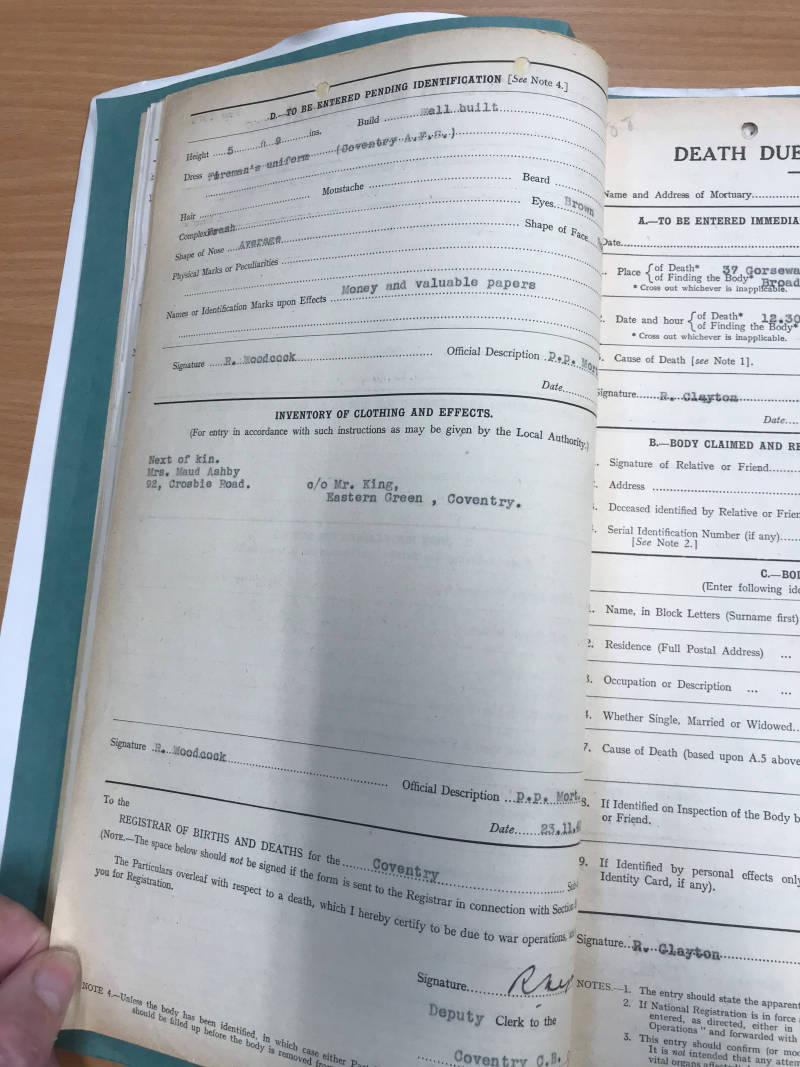 D.—TO BE ENTERED PENDING IDENTIFICATION [See Note 4.]
Height 5 ft 9 ins. Build Well built
Dress Fireman's uniform (Coventry A.F.S.)
Hair Moustache Beard
Complexion Fresh Eyes Brown
Shape of Nose Average Shape of Face
Physical Marks or Peculiarities
Names or Identification Marks upon Effects Money and valuable papers
Signature R. Woodcock Official Description p.p. Mort
Date
INVENTORY OF CLOTHING AND EFFECTS.
(For entry in accordance with such instructions as may be given by the Local Authority.)
Next of kin.
Mrs. Maud Ashby
92, Crosbie Road. c/o Mr. King,
Eastern Green , Coventry.
Signature R. Woodcock Official Description p.p. Mort.
Date 23.11.
To the
REGISTRAR OF BIRTHS AND DEATHS for the Coventry Sub-
(NOTE.—The space below should not be signed if the form is sent to the Registrar in connection with Section
The Particulars overleaf with respect to a death, which I hereby certify to be due to war operations,
you for Registration.
Signature
Deputy Clerk to the
Coventry C.B.
NOTE 4.—Unless the body has been identified, in which case either Part
should be filled up before the body is removed
DEATH DUE
Name and Address of Mortuary
A.—TO BE ENTERED IMMEDIA
Date
Place { of Death* 37 Gorsewa
of Finding the Body* Broad
* Cross out whichever is inapplicable.
2. Date and hour { of Death* 12.30
of Finding the Body*
* Cross out whichever is inapplicable.
Cause of Death [see Note 1].
Signature R. Clayton
Date
B.—BODY CLAIMED AND RE
Signature of Relative or Friend
Address
Deceased identified by Relative or Frien
Serial Identification Number (if any)
[See Note 2.]
C.—BOD
(Enter following ide
1. Name, in Block Letters (Surname first)
2. Residence (Full Postal Address) ...
3. Occupation or Description ... ...
4. Whether Single, Married or Widowed
7. Cause of Death (based upon A.5 above
8. If Identified on Inspection of the Body b
or Friend.
9. If Identified by personal effects only
Identity Card, if any).
Signature R. Clayton
NOTES.—1. The entry should state the apparent
2. If National Registration is in force
entered, as directed, either in
Operations" and forwarded with
3. This entry should confirm (or mod
It is not intended that any attem
vital organs